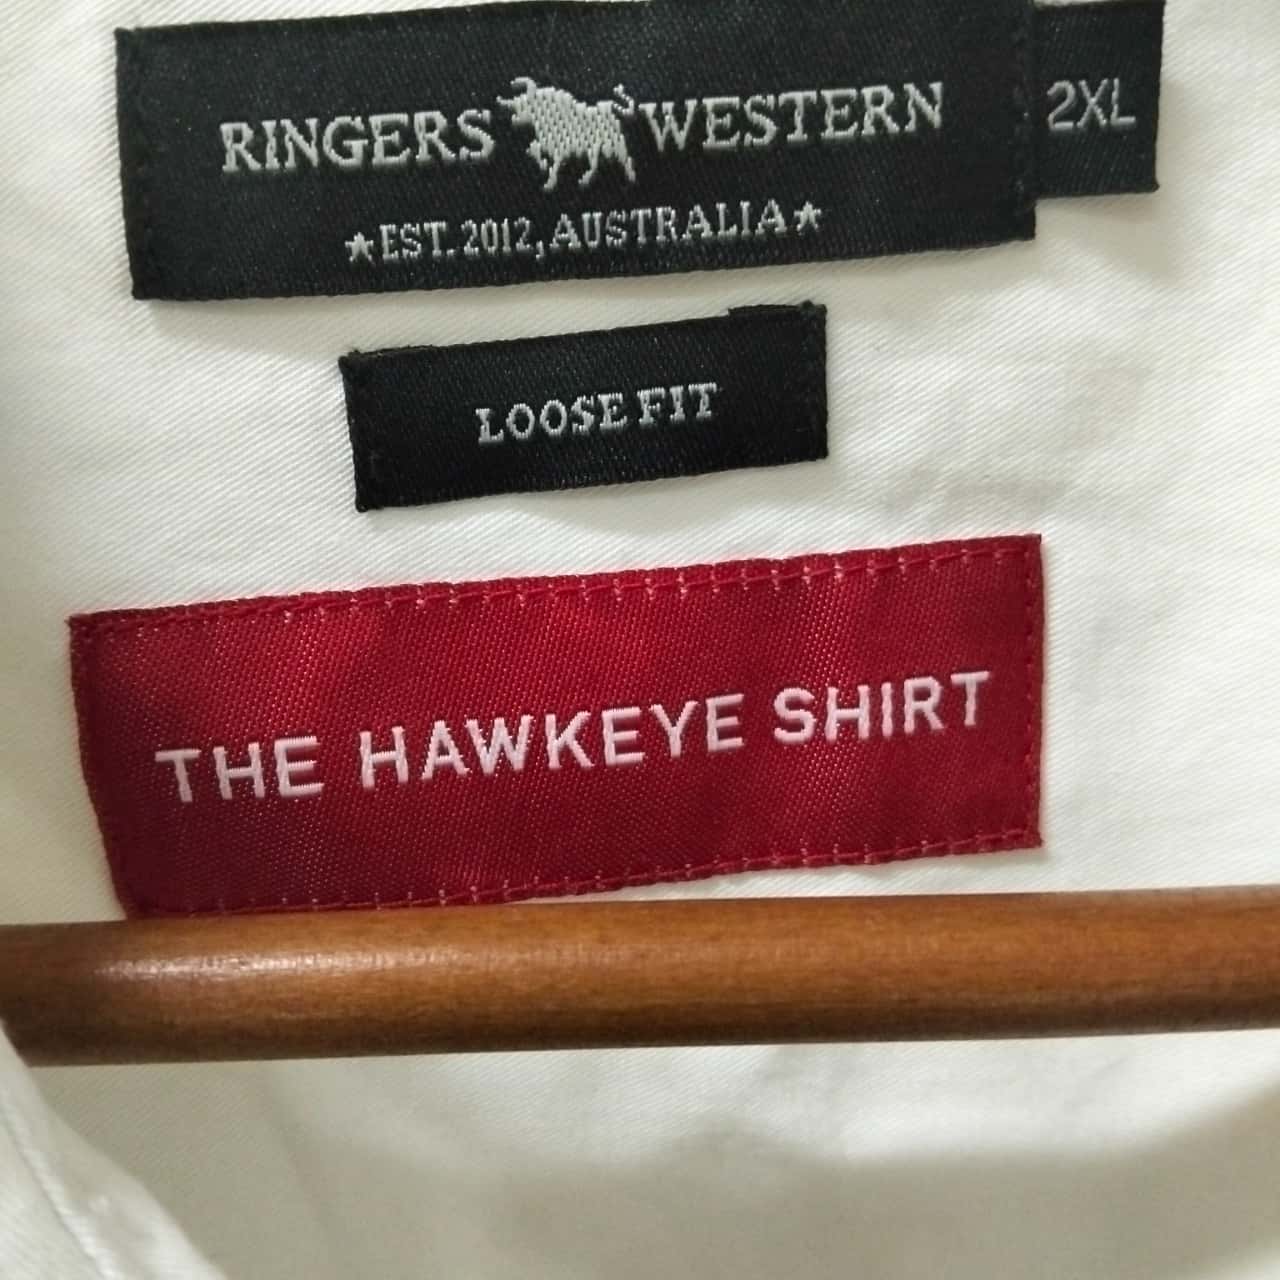 RINGERS WESTERN
2XL
★EST. 2012, AUSTRALIA★
LOOSE FIT
THE HAWKEYE SHIRT